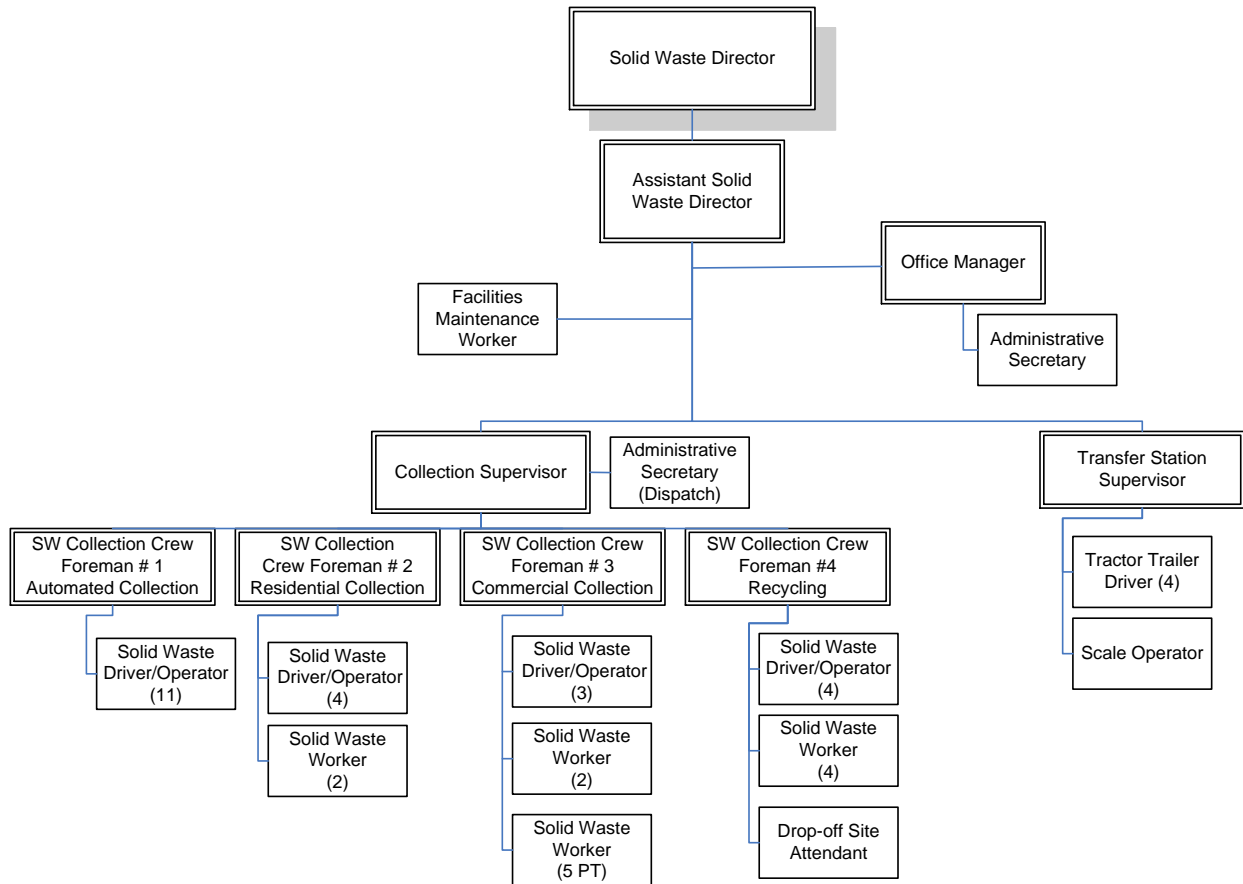 Solid Waste Director
Assistant Solid
Waste Director
Office Manager
Facilities
Maintenance
Worker
Administrative
Secretary
Collection Supervisor
Administrative
Secretary
(Dispatch)
Transfer Station
Supervisor
SW Collection Crew
Foreman # 1
Automated Collection
SW Collection
Crew Foreman # 2
Residential Collection
SW Collection Crew
Foreman # 3
Commercial Collection
SW Collection Crew
Foreman #4
Recycling
Tractor Trailer
Driver (4)
Scale Operator
Solid Waste
Driver/Operator
(11)
Solid Waste
Driver/Operator
(4)
Solid Waste
Worker
(2)
Solid Waste
Driver/Operator
(3)
Solid Waste
Worker
(2)
Solid Waste
Worker
(5 PT)
Solid Waste
Driver/Operator
(4)
Solid Waste
Worker
(4)
Drop-off Site
Attendant